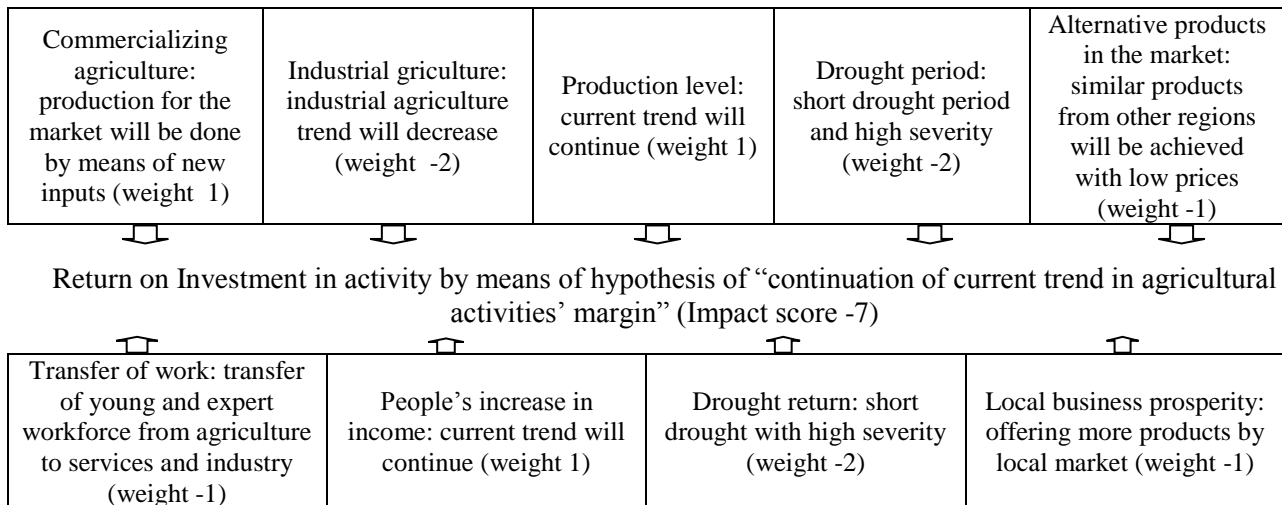 Commercializing
agriculture:
production for the
market will be done
by means of new
inputs (weight  1)
Industrial griculture:
industrial agriculture
trend will decrease
(weight  -2)
Production level:
current trend will
continue (weight 1)
Drought period:
short drought period
and high severity
(weight -2)
Alternative products
in the market:
similar products
from other regions
will be achieved
with low prices
(weight -1)
Return on Investment in activity by means of hypothesis of “continuation of current trend in agricultural
activities’ margin” (Impact score -7)
Transfer of work: transfer
of young and expert
workforce from agriculture
to services and industry
(weight -1)
People’s increase in
income: current trend will
continue (weight 1)
Drought return: short
drought with high severity
(weight -2)
Local business prosperity:
offering more products by
local market (weight -1)